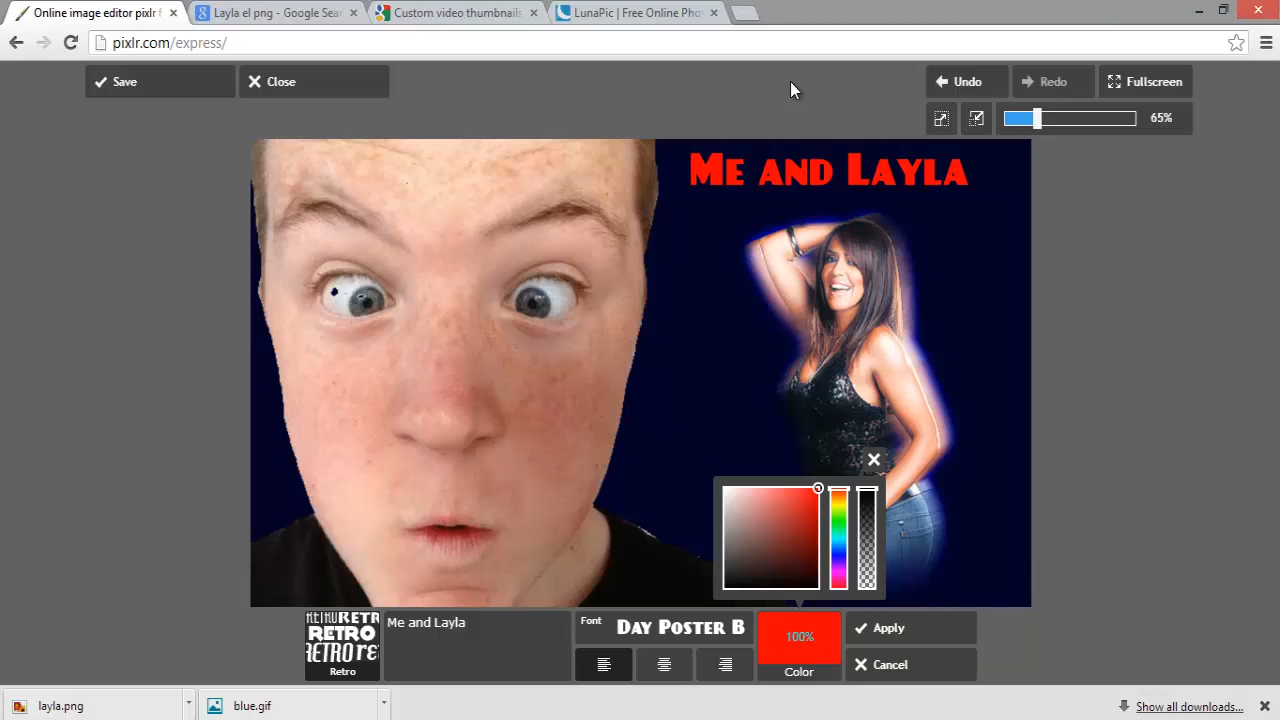 Online image editor pixlr f
Layla el png - Google Sea
Custom video thumbnails
LunaPic | Free Online Pho
pixlr.com/express/
Save
Close
Undo
Redo
Fullscreen
65%
Me and Layla
RETRO
RETRO
RETRO
Retro
Me and Layla
Font
Day Poster B
100%
Color
Apply
Cancel
layla.png
blue.gif
Show all downloads...